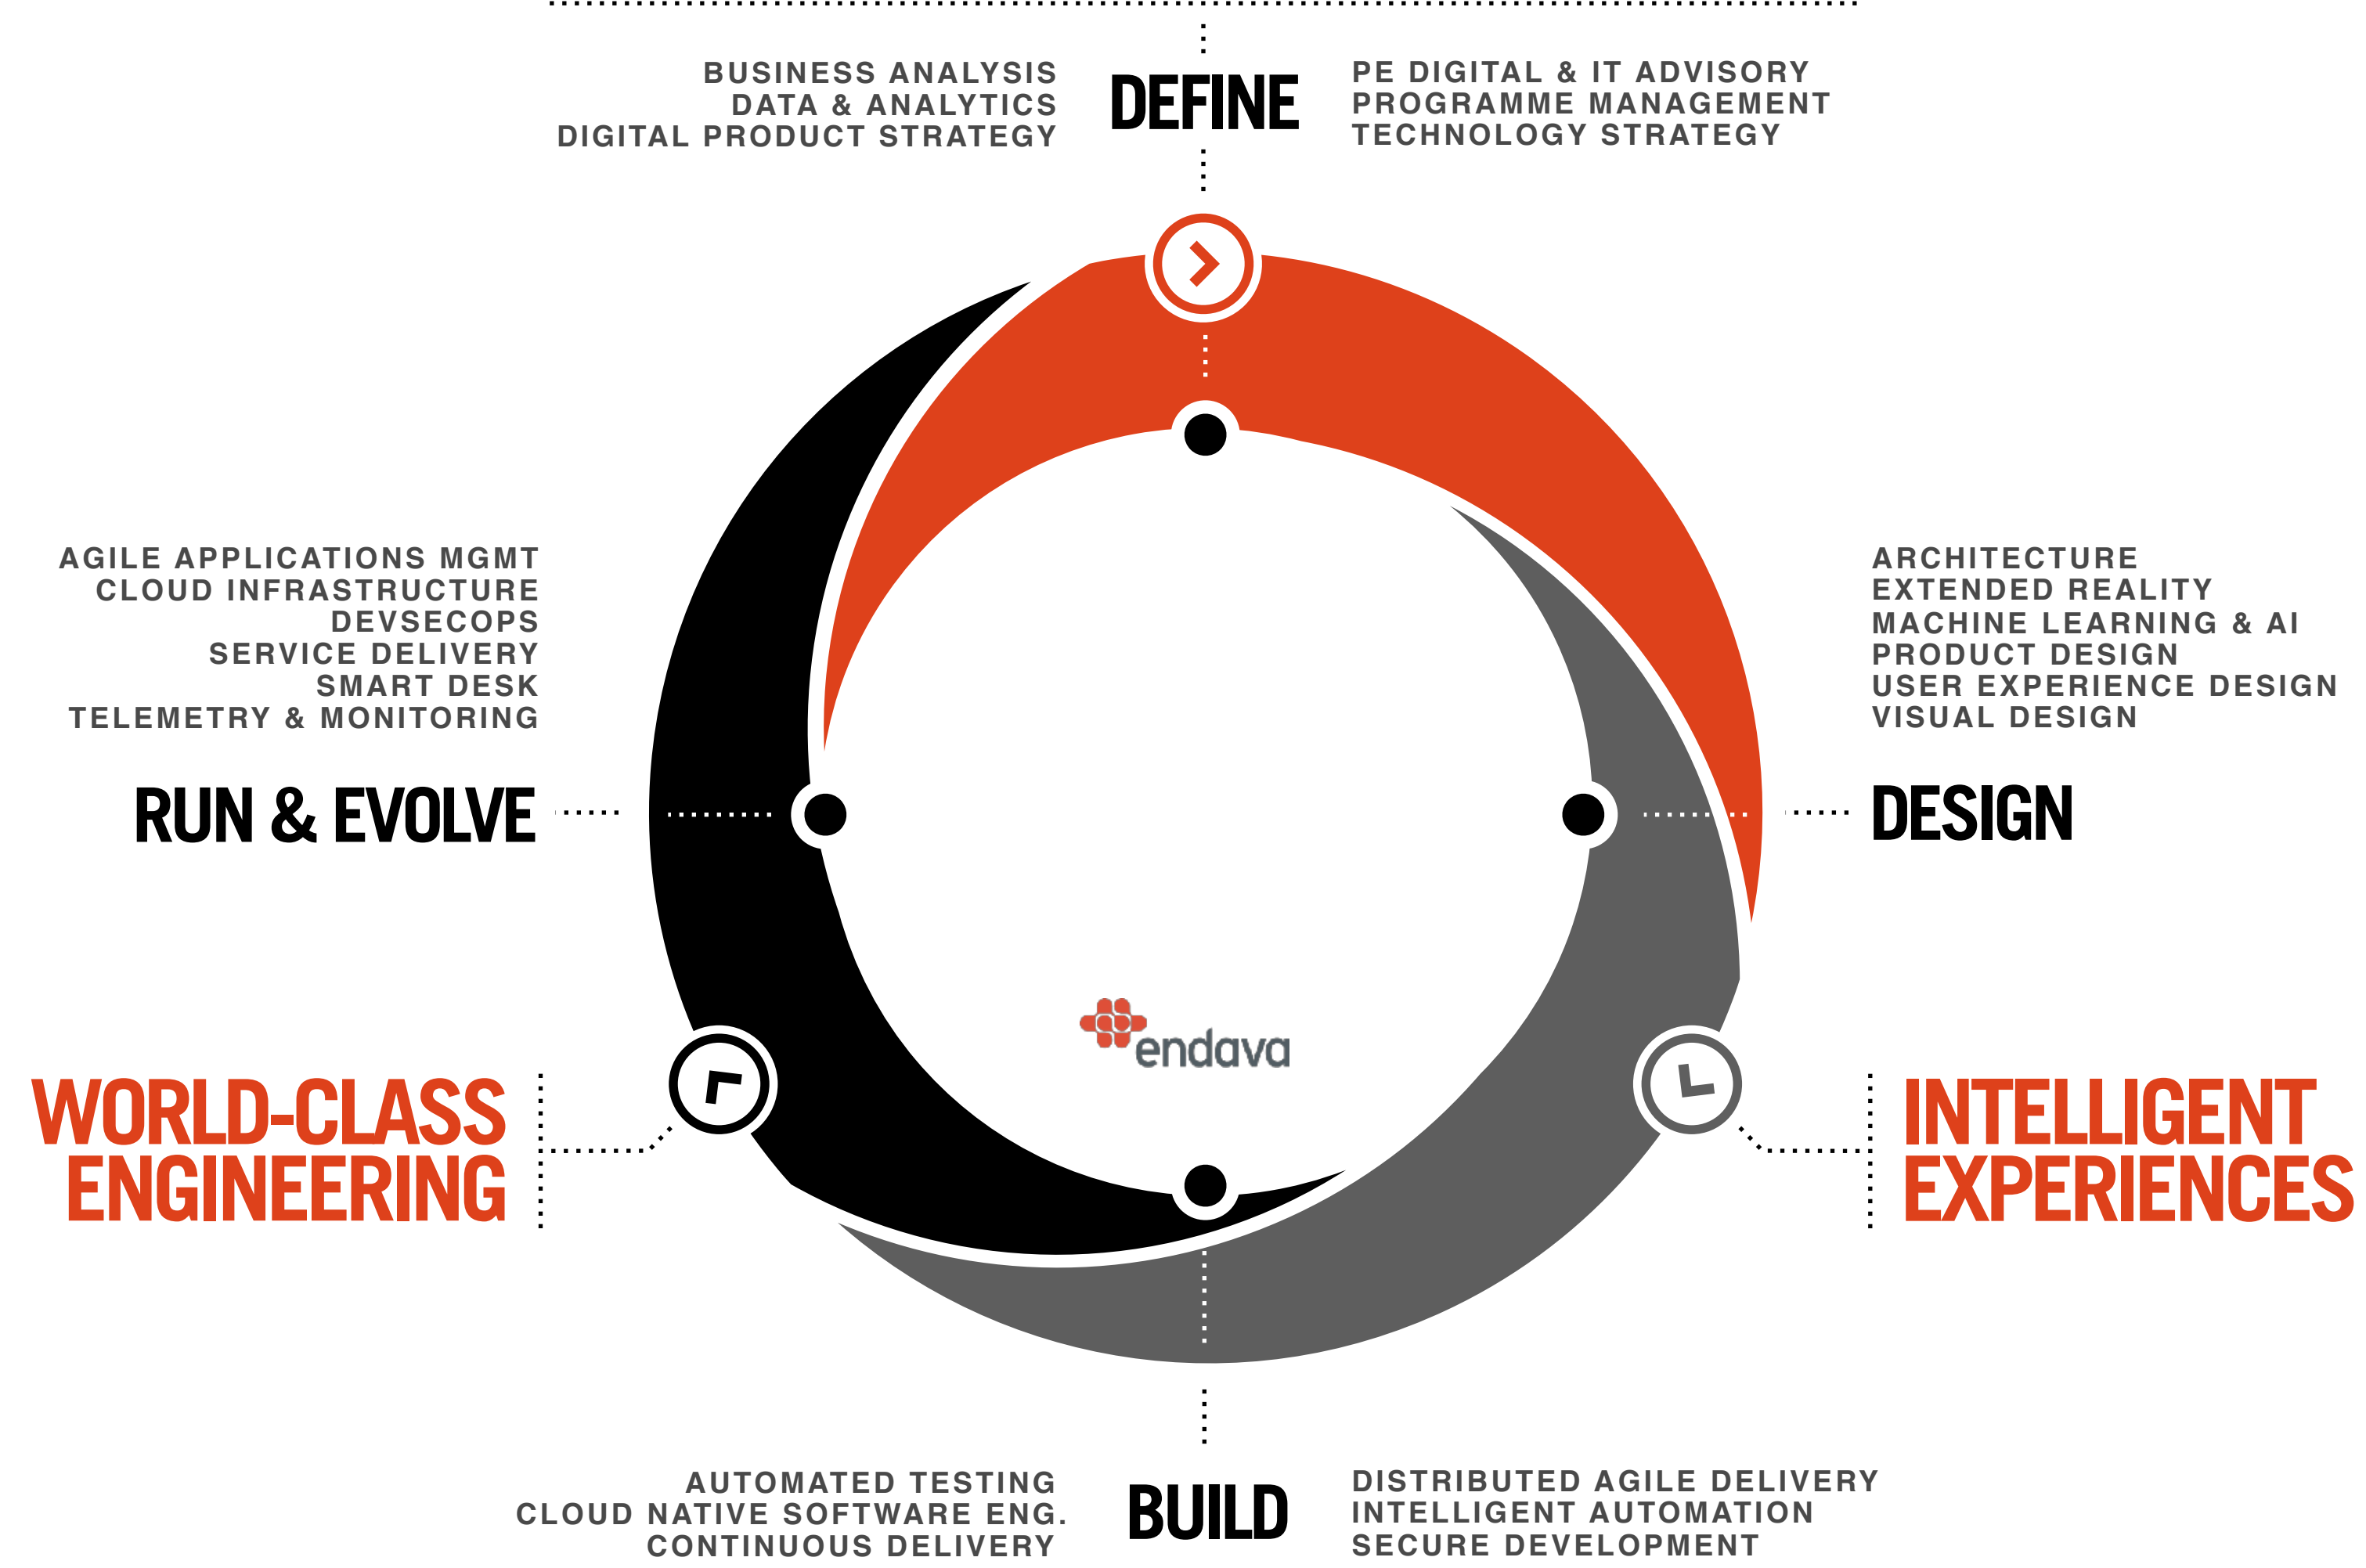 BUSINESS ANALYSIS
DATA & ANALYTICS
DIGITAL PRODUCT STRATEGY
DEFINE
PE DIGITAL & IT ADVISORY
PROGRAMME MANAGEMENT
TECHNOLOGY STRATEGY
AGILE APPLICATIONS MGMT
CLOUD INFRASTRUCTURE
DEVSECOPS
SERVICE DELIVERY
SMART DESK
TELEMETRY & MONITORING
RUN & EVOLVE
ARCHITECTURE
EXTENDED REALITY
MACHINE LEARNING & AI
PRODUCT DESIGN
USER EXPERIENCE DESIGN
VISUAL DESIGN
DESIGN
endava
WORLD-CLASS
ENGINEERING
INTELLIGENT
EXPERIENCES
AUTOMATED TESTING
CLOUD NATIVE SOFTWARE ENG.
CONTINUOUS DELIVERY
BUILD
DISTRIBUTED AGILE DELIVERY
INTELLIGENT AUTOMATION
SECURE DEVELOPMENT